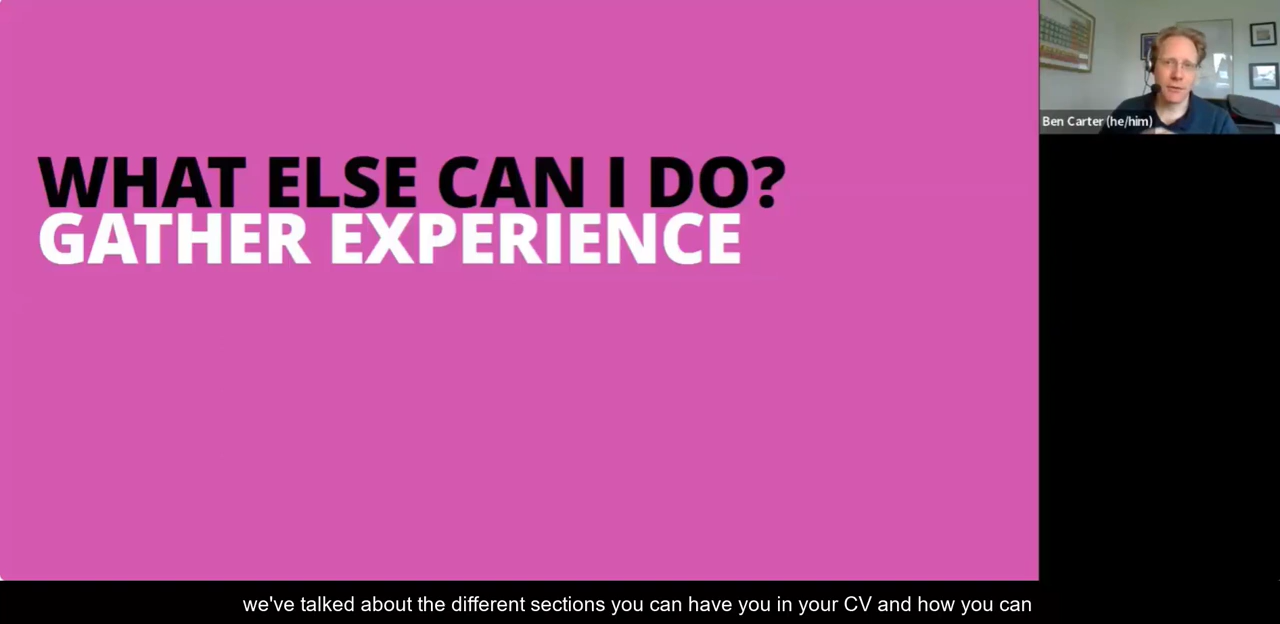 WHAT ELSE CAN I DO?
GATHER EXPERIENCE
Ben Carter (he/him)
we've talked about the different sections you can have you in your CV and how you can